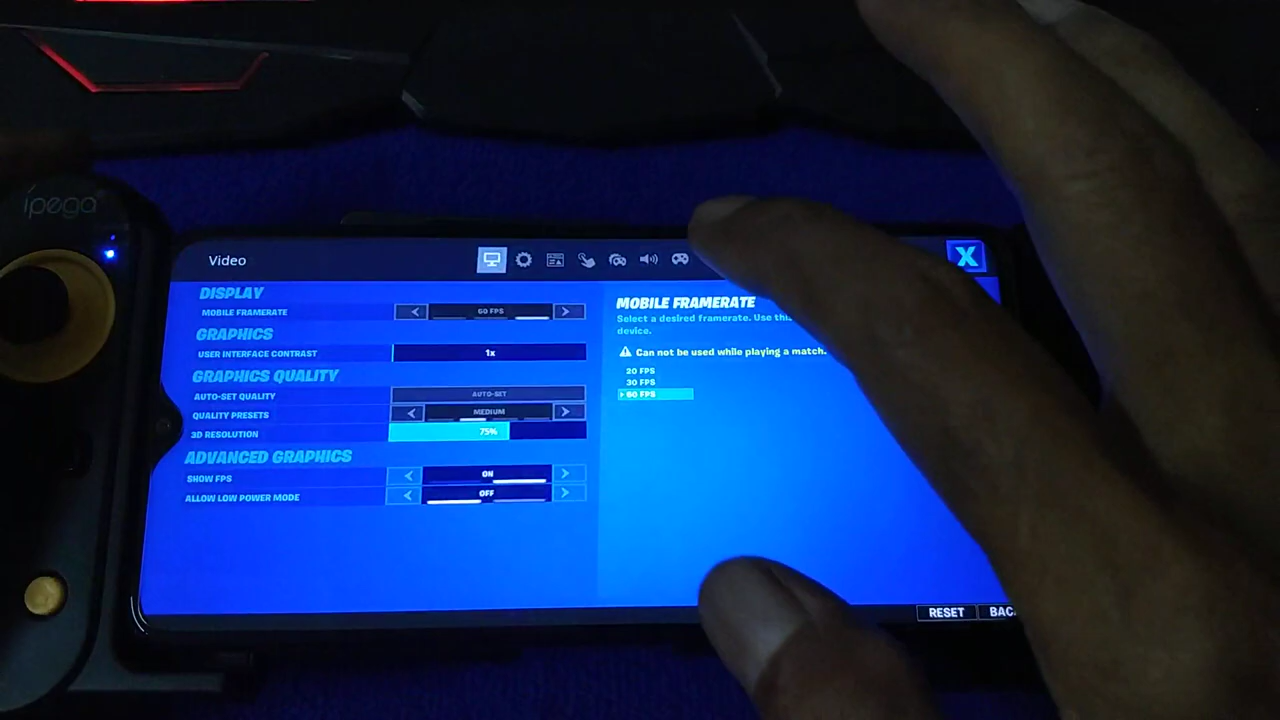 ipega
Video
X
DISPLAY
MOBILE FRAMERATE
60 FPS
GRAPHICS
USER INTERFACE CONTRAST
1x
GRAPHICS QUALITY
AUTO-SET QUALITY
AUTO-SET
QUALITY PRESETS
MEDIUM
3D RESOLUTION
75%
ADVANCED GRAPHICS
SHOW FPS
ON
ALLOW LOW POWER MODE
OFF
MOBILE FRAMERATE
Select a desired framerate. Use
device.
Can not be used while playing a match.
20 FPS
30 FPS
60 FPS
RESET